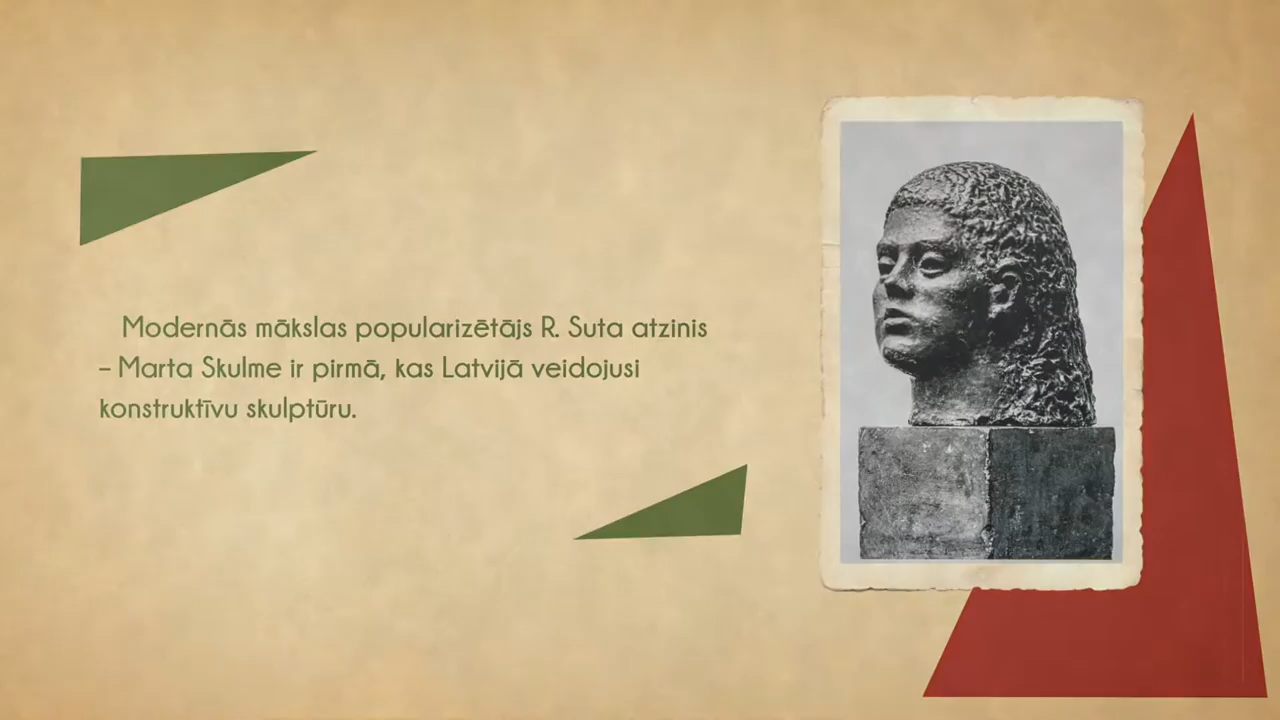 Modernās mākslas popularizētājs R. Suta atzinis
– Marta Skulme ir pirmā, kas Latvijā veidojusi
konstruktīvu skulptūru.